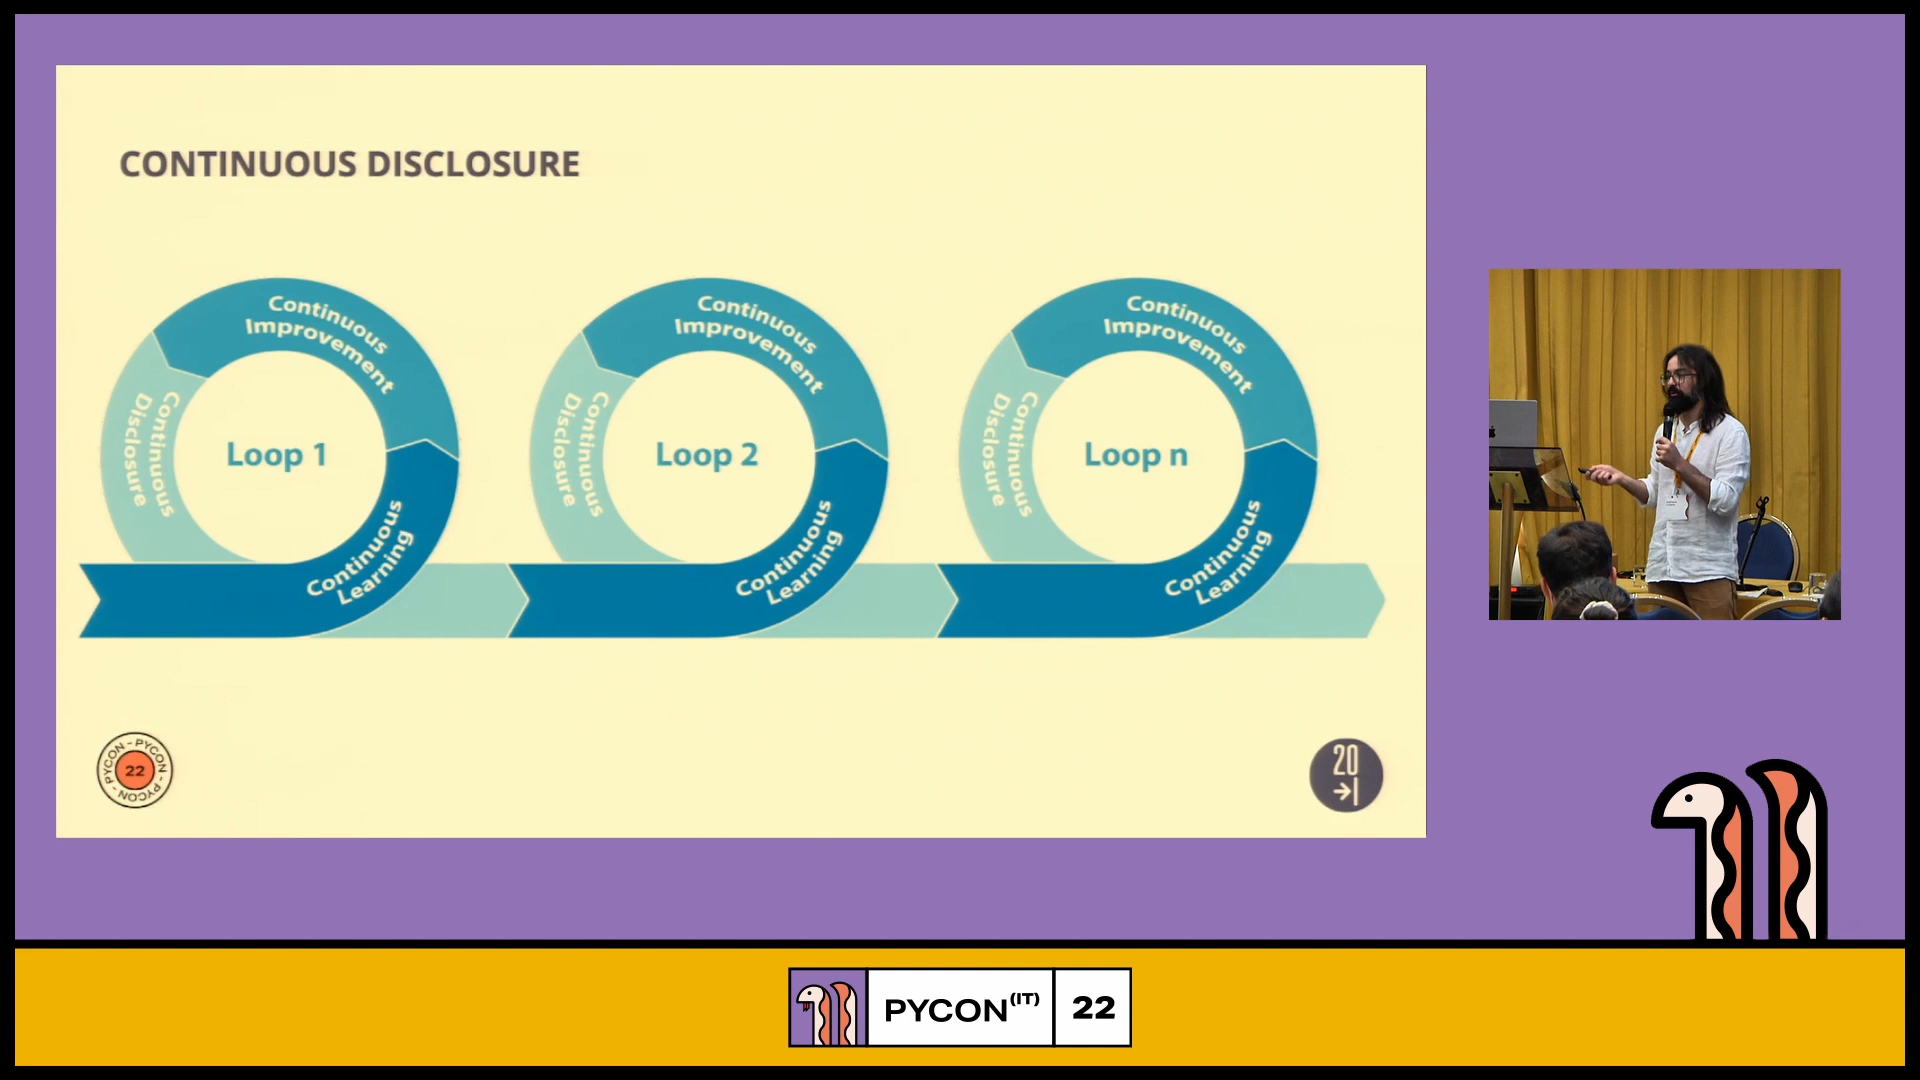 CONTINUOUS DISCLOSURE
Continuous
Improvement
Continuous
Disclosure
Loop 1
Continuous
Learning
Continuous
Improvement
Continuous
Disclosure
Loop 2
Continuous
Learning
Continuous
Improvement
Continuous
Disclosure
Loop n
Continuous
Learning
PYCON - PYCON - PYCON - PYCON -
22
20
PYCON(IT) 22